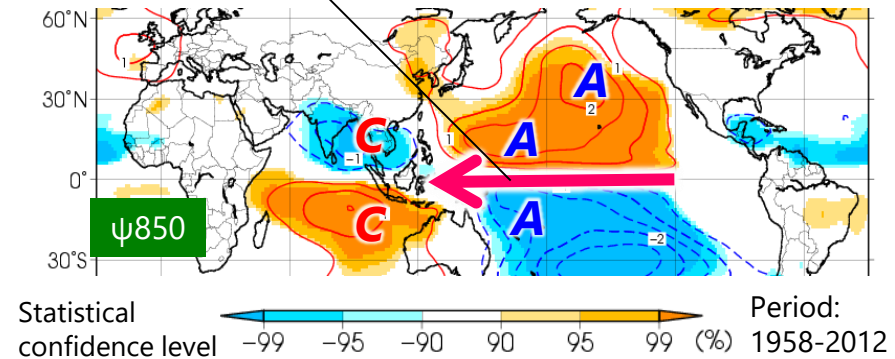 60°N
30°N
0°
30°S
1
A
2
C
1
A
-1
C
A
-2
ψ850
Statistical
confidence level
-99 -95 -90 90 95 99 (%)
Period:
1958-2012